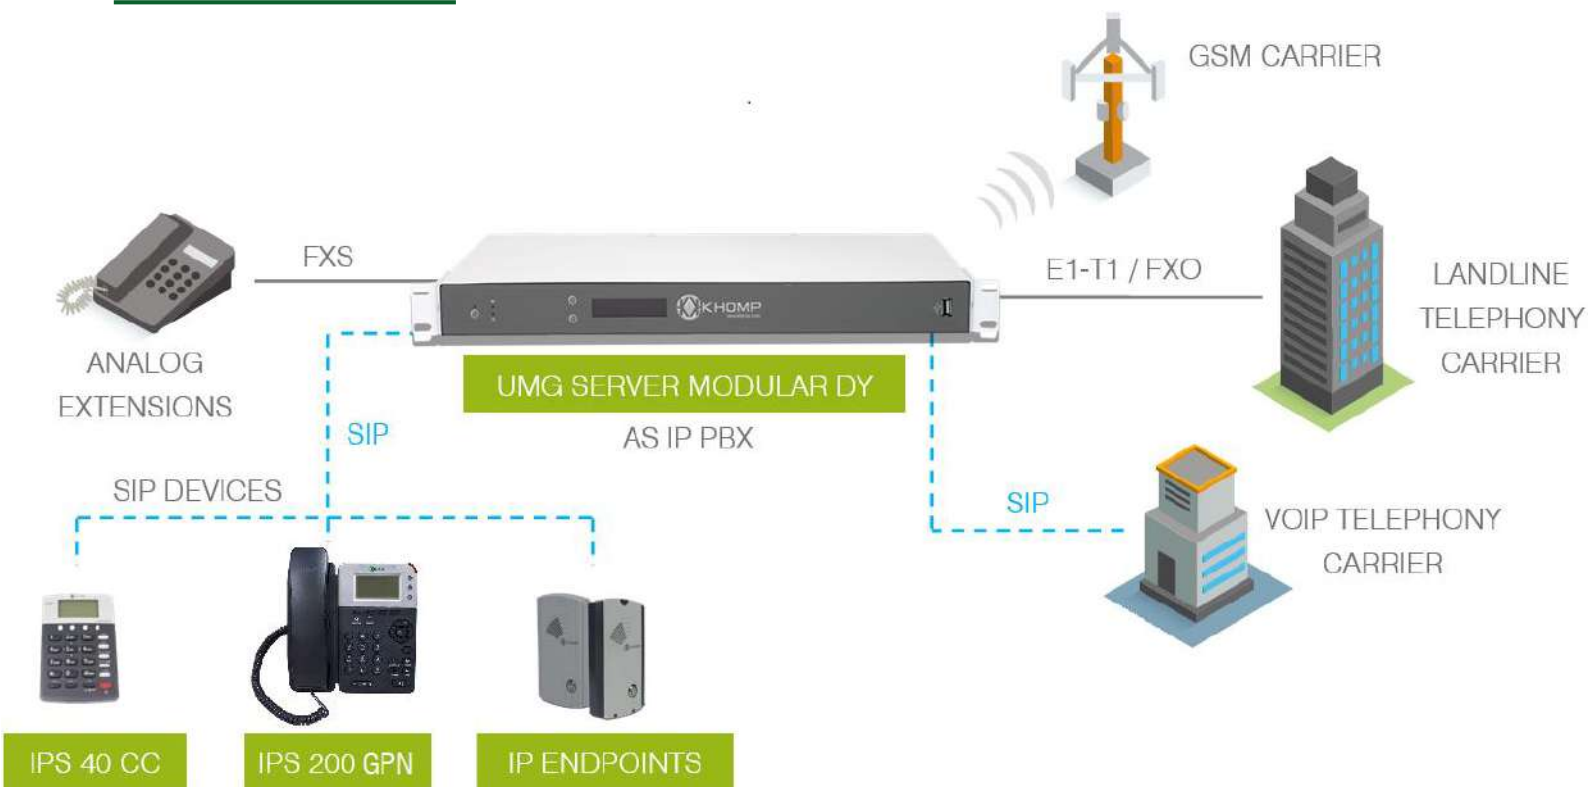 GSM CARRIER
FXS
E1-T1 / FXO
KHOMP
LANDLINE
TELEPHONY
CARRIER
ANALOG
EXTENSIONS
UMG SERVER MODULAR DY
AS IP PBX
SIP
SIP DEVICES
SIP
VOIP TELEPHONY
CARRIER
IPS 40 CC
IPS 200 GPN
IP ENDPOINTS